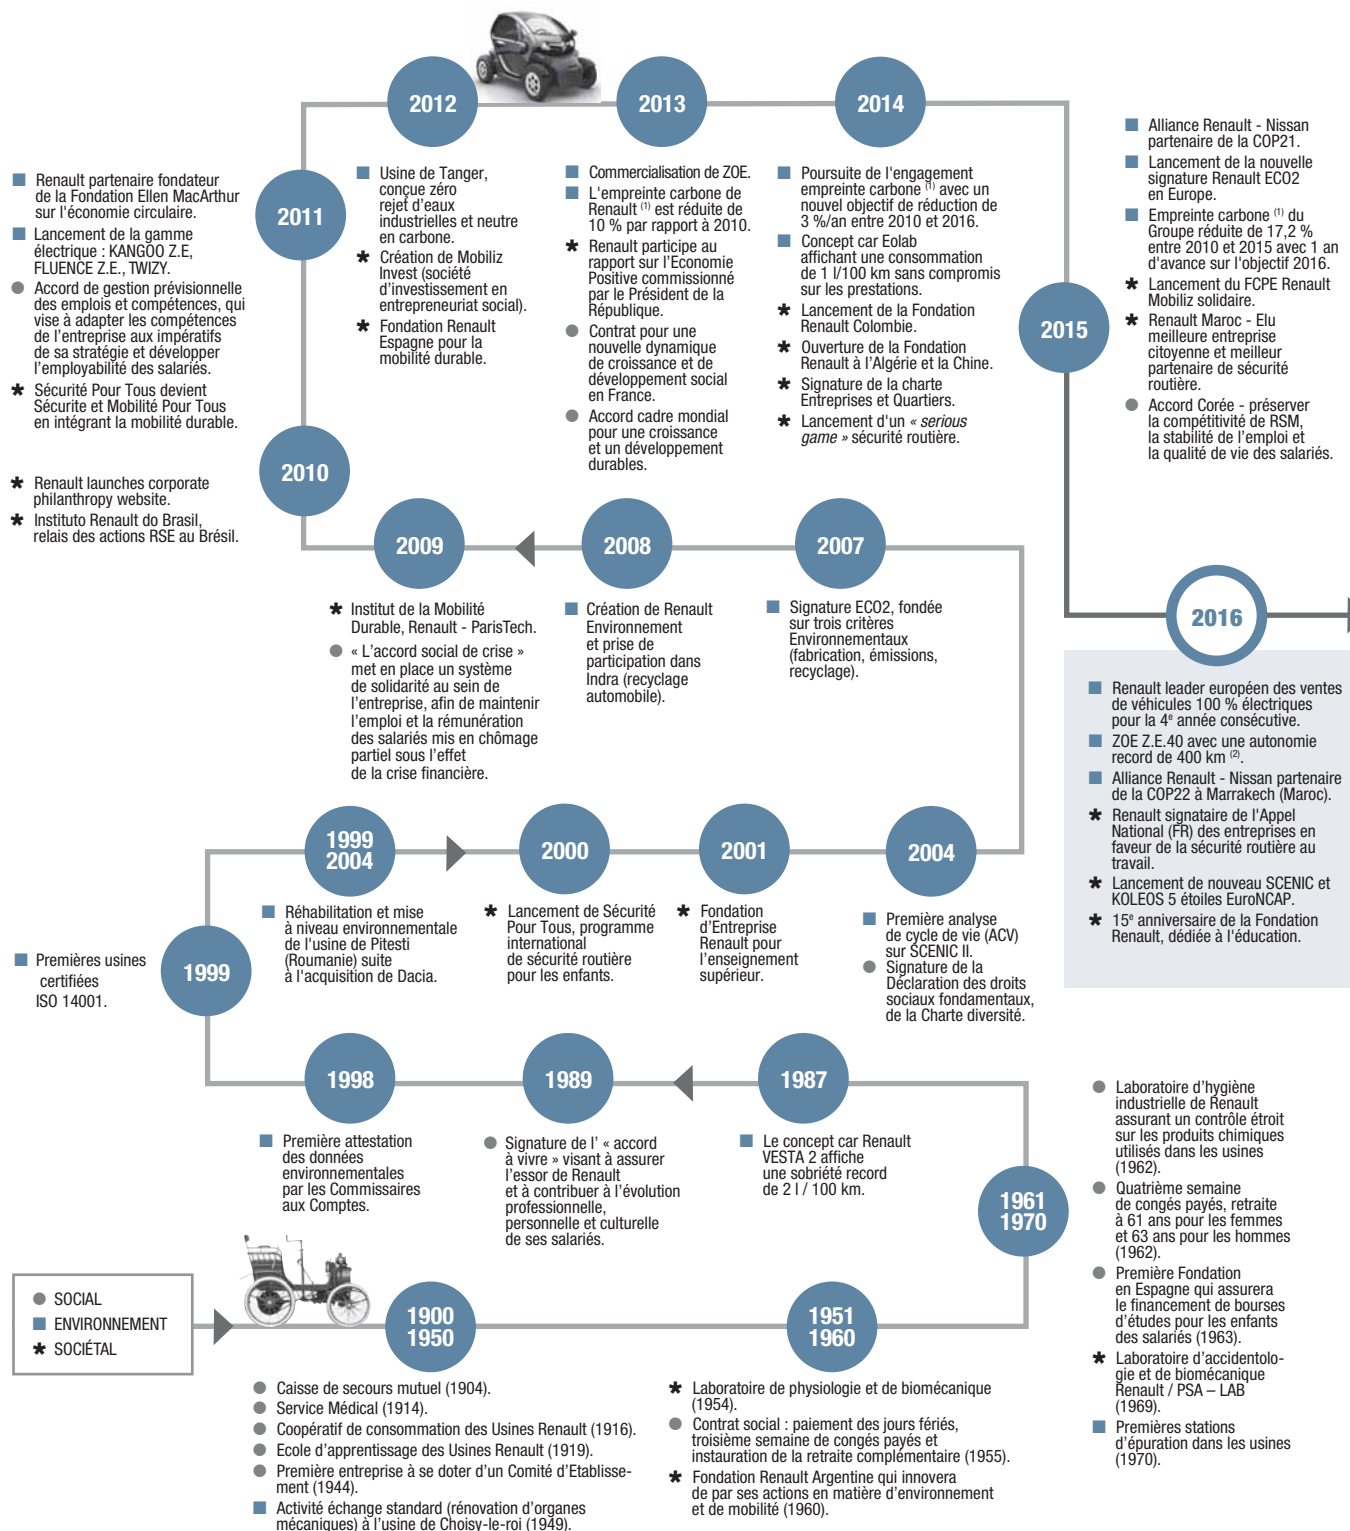 2012
2013
2014
■ Usine de Tanger,
conçue zéro
rejet d'eaux
industrielles et neutre
en carbone.
* Création de Mobiliz
Invest (société
d'investissement en
entrepreneuriat social).
* Fondation Renault
Espagne pour la
mobilité durable.
■ Commercialisation de ZOE.
■ L'empreinte carbone de
Renault (1) est réduite de
10 % par rapport à 2010.
* Renault participe au
rapport sur l'Economie
Positive commissionné
par le Président de la
République.
● Contrat pour une
nouvelle dynamique
de croissance et de
développement social
en France.
● Accord cadre mondial
pour une croissance
et un développement
durables.
■ Poursuite de l'engagement
empreinte carbone (1) avec un
nouvel objectif de réduction de
3 %/an entre 2010 et 2016.
■ Concept car Eolab
affichant une consommation
de 1 l/100 km sans compromis
sur les prestations.
* Lancement de la Fondation
Renault Colombie.
* Ouverture de la Fondation
Renault à l'Algérie et la Chine.
* Signature de la charte
Entreprises et Quartiers.
* Lancement d'un « serious
game » sécurité routière.
■ Alliance Renault - Nissan
partenaire de la COP21.
■ Lancement de la nouvelle
signature Renault ECO2
en Europe.
■ Empreinte carbone (1) du
Groupe réduite de 17,2 %
entre 2010 et 2015 avec 1 an
d'avance sur l'objectif 2016.
* Lancement du FCPE Renault
Mobiliz solidaire.
* Renault Maroc - Elu
meilleure entreprise
citoyenne et meilleur
partenaire de sécurité
routière.
● Accord Corée - préserver
la compétitivité de RSM,
la stabilité de l'emploi et
la qualité de vie des salariés.
2015
■ Renault partenaire fondateur
de la Fondation Ellen MacArthur
sur l'économie circulaire.
■ Lancement de la gamme
électrique : KANGOO Z.E,
FLUENCE Z.E., TWIZY.
● Accord de gestion prévisionnelle
des emplois et compétences, qui
vise à adapter les compétences
de l'entreprise aux impératifs
de sa stratégie et développer
l'employabilité des salariés.
* Sécurité Pour Tous devient
Sécurite et Mobilité Pour Tous
en intégrant la mobilité durable.
2011
* Renault launches corporate
philanthropy website.
* Instituto Renault do Brasil,
relais des actions RSE au Brésil.
2010
2009
2008
2007
* Institut de la Mobilité
Durable, Renault - ParisTech.
● « L'accord social de crise »
met en place un système
de solidarité au sein de
l'entreprise, afin de maintenir
l'emploi et la rémunération
des salariés mis en chômage
partiel sous l'effet
de la crise financière.
■ Création de Renault
Environnement
et prise de
participation dans
Indra (recyclage
automobile).
■ Signature ECO2, fondée
sur trois critères
Environnementaux
(fabrication, émissions,
recyclage).
2016
■ Renault leader européen des ventes
de véhicules 100 % électriques
pour la 4e année consécutive.
■ ZOE Z.E.40 avec une autonomie
record de 400 km (2).
■ Alliance Renault - Nissan partenaire
de la COP22 à Marrakech (Maroc).
* Renault signataire de l'Appel
National (FR) des entreprises en
faveur de la sécurité routière au
travail.
* Lancement de nouveau SCENIC et
KOLEOS 5 étoiles EuroNCAP.
* 15e anniversaire de la Fondation
Renault, dédiée à l'éducation.
1999
2004
2000
2001
2004
■ Réhabilitation et mise
à niveau environnementale
de l'usine de Pitesti
(Roumanie) suite
à l'acquisition de Dacia.
* Lancement de Sécurité
Pour Tous, programme
international
de sécurité routière
pour les enfants.
* Fondation
d'Entreprise
Renault pour
l'enseignement
supérieur.
■ Première analyse
de cycle de vie (ACV)
sur SCENIC II.
● Signature de la
Déclaration des droits
sociaux fondamentaux,
de la Charte diversité.
■ Premières usines
certifiées
ISO 14001.
1999
1998
1989
1987
■ Première attestation
des données
environnementales
par les Commissaires
aux Comptes.
● Signature de l' « accord
à vivre » visant à assurer
l'essor de Renault
et à contribuer à l'évolution
professionnelle,
personnelle et culturelle
de ses salariés.
■ Le concept car Renault
VESTA 2 affiche
une sobriété record
de 2 l / 100 km.
1961
1970
● Laboratoire d'hygiène
industrielle de Renault
assurant un contrôle étroit
sur les produits chimiques
utilisés dans les usines
(1962).
● Quatrième semaine
de congés payés, retraite
à 61 ans pour les femmes
et 63 ans pour les hommes
(1962).
● Première Fondation
en Espagne qui assurera
le financement de bourses
d'études pour les enfants
des salariés (1963).
* Laboratoire d'accidentolo-
gie et de biomécanique
Renault / PSA – LAB
(1969).
■ Premières stations
d'épuration dans les usines
(1970).
● SOCIAL
■ ENVIRONNEMENT
* SOCIÉTAL
1900
1950
1951
1960
● Caisse de secours mutuel (1904).
● Service Médical (1914).
● Coopératif de consommation des Usines Renault (1916).
● Ecole d'apprentissage des Usines Renault (1919).
● Première entreprise à se doter d'un Comité d'Etablisse-
ment (1944).
■ Activité échange standard (rénovation d'organes
mécaniques) à l'usine de Choisy-le-roi (1949).
* Laboratoire de physiologie et de biomécanique
(1954).
● Contrat social : paiement des jours fériés,
troisième semaine de congés payés et
instauration de la retraite complémentaire (1955).
* Fondation Renault Argentine qui innovera
de par ses actions en matière d'environnement
et de mobilité (1960).